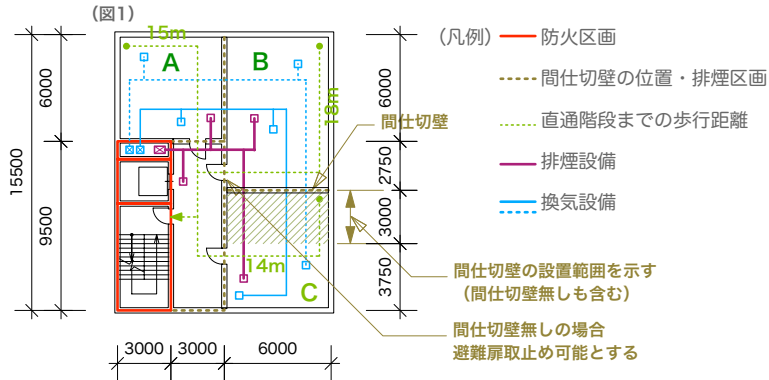 (図1)
15m
A
B
18m
14m
C
6000
9500
15500
6000
2750
3000
3750
3000
3000
6000
間仕切壁
間仕切壁の設置範囲を示す
(間仕切壁無しも含む)
間仕切壁無しの場合
避難扉取止め可能とする
(凡例)
防火区画
間仕切壁の位置・排煙区画
直通階段までの歩行距離
排煙設備
換気設備